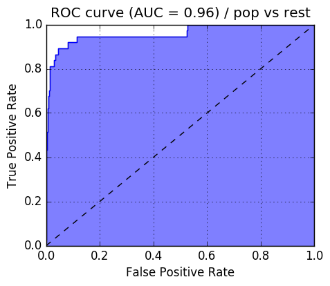 ROC curve (AUC = 0.96) / pop vs rest
1.0
0.8
0.6
0.4
0.2
0.0
True Positive Rate
0.0 0.2 0.4 0.6 0.8 1.0
False Positive Rate